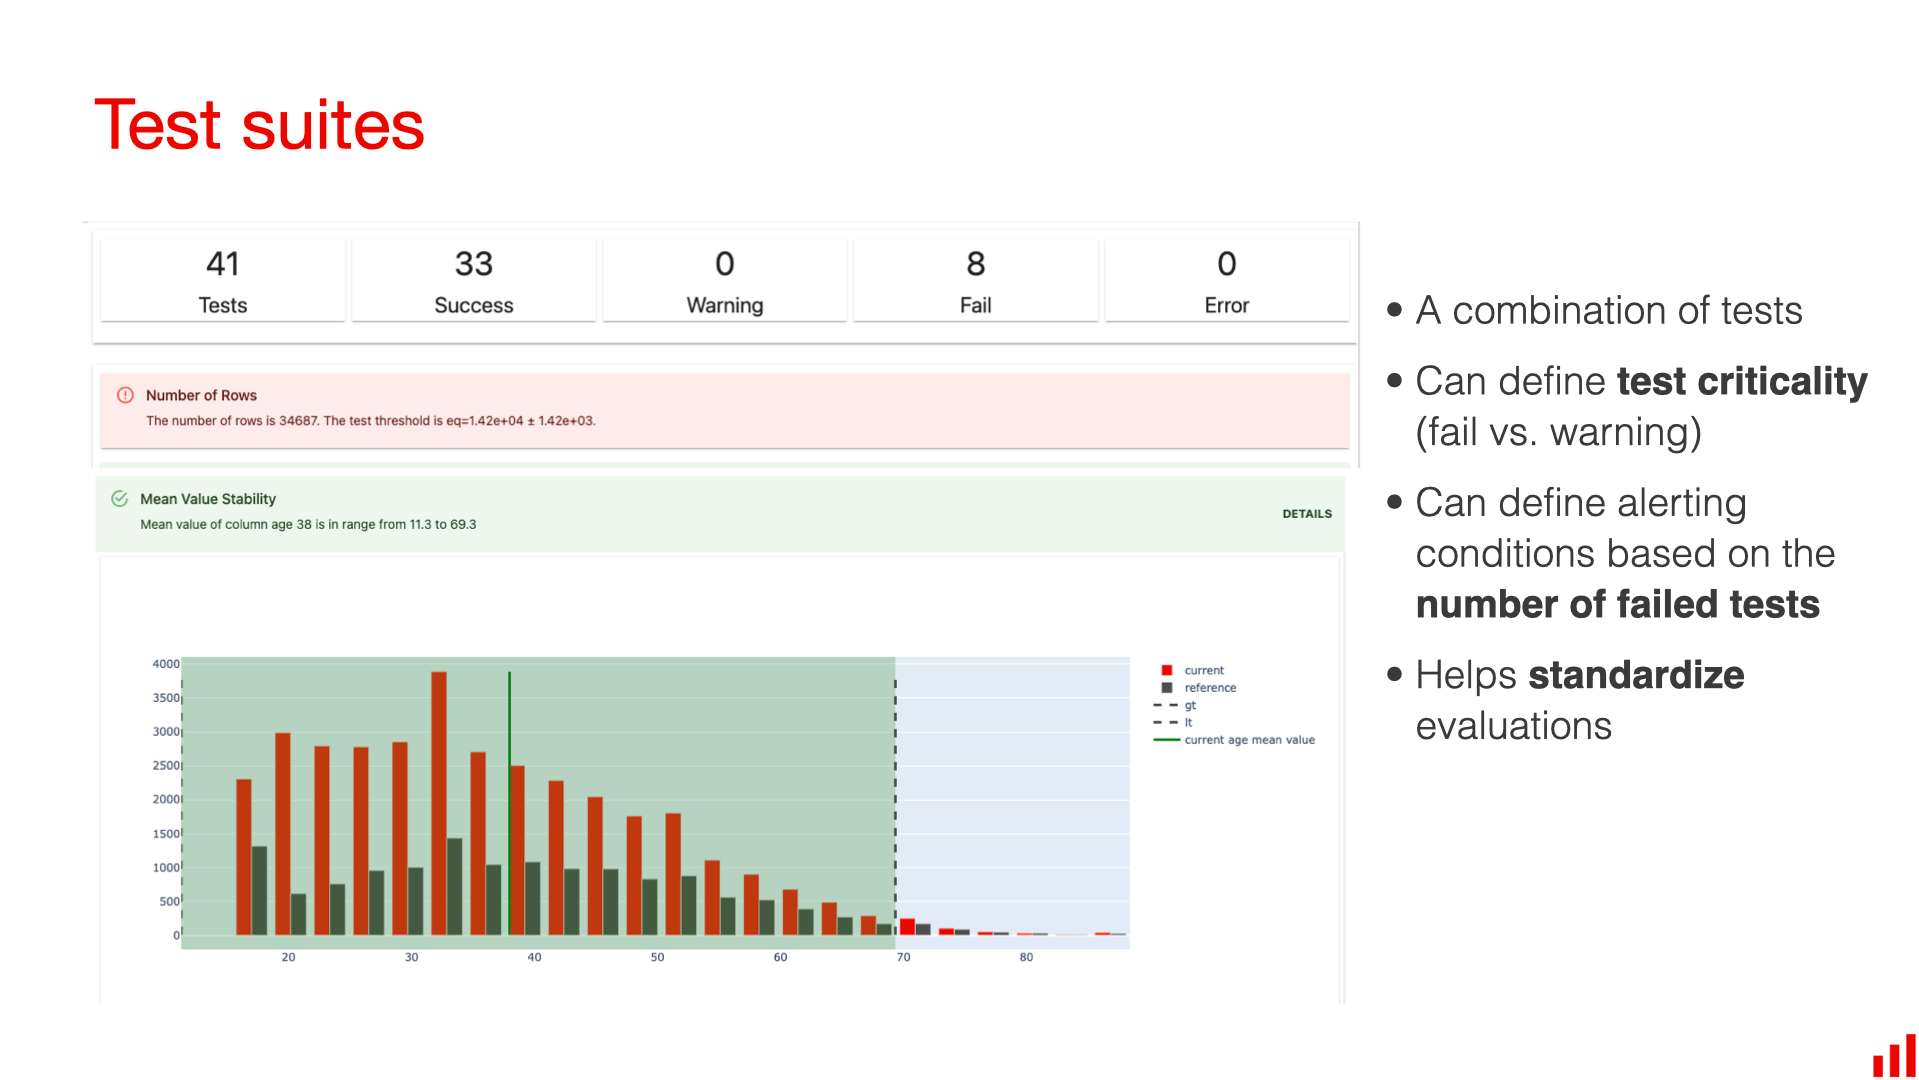 Test suites
41
Tests
33
Success
0
Warning
8
Fail
0
Error
Number of Rows
The number of rows is 34687. The test threshold is eq=1.42e+04 ± 1.42e+03.
Mean Value Stability
Mean value of column age 38 is in range from 11.3 to 69.3
DETAILS
4000
3500
3000
2500
2000
1500
1000
500
0
20
30
40
50
60
70
80
current
reference
gt
lt
current age mean value
• A combination of tests
• Can define test criticality
(fail vs. warning)
• Can define alerting
conditions based on the
number of failed tests
• Helps standardize
evaluations